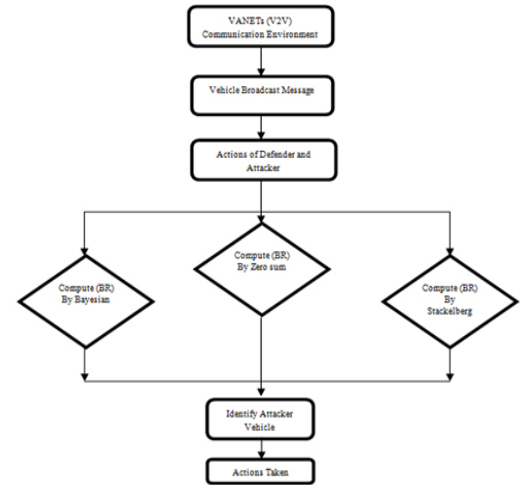 VANETs (V2V)
Communication Environment
Vehicle Broadcast Message
Actions of Defender and
Attacker
Compute (BR)
By Bayesian
Compute (BR)
By Zero sum
Compute (BR)
By
Stackelberg
Identify Attacker
Vehicle
Actions Taken